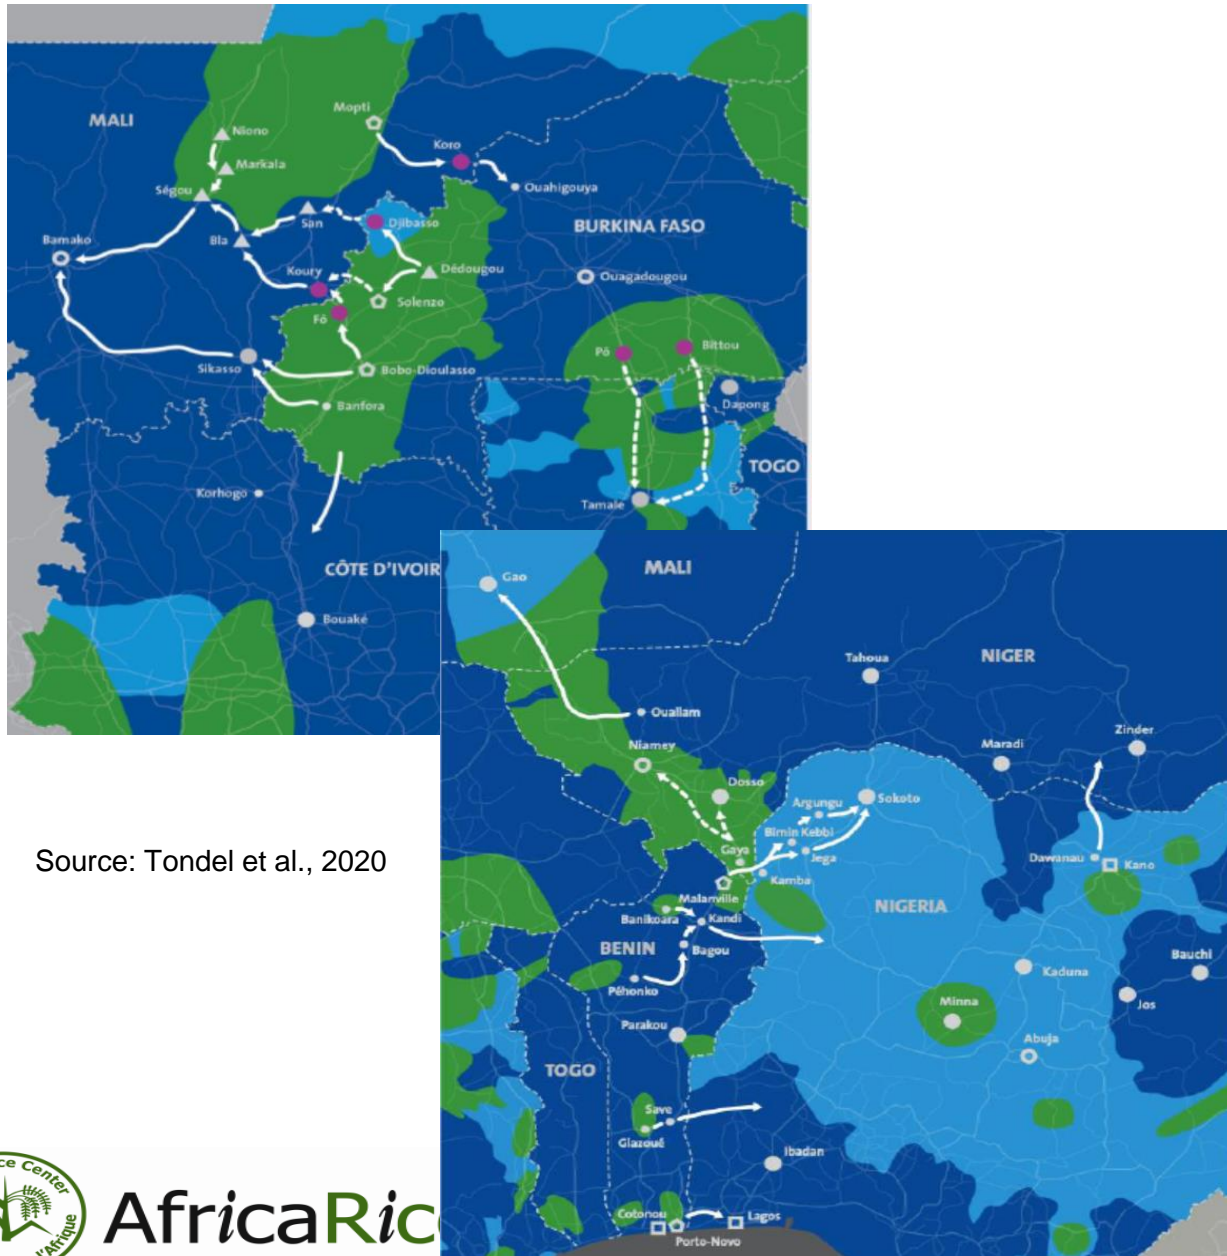 Mopti
MALI
Niono
Koro
Markala
Ségou
Ouahigouya
San
Djibasso
BURKINA FASO
Bamako
Bla
Koury
Dédougou
Ouagadougou
Solenzo
Fô
Pô
Bittou
Sikasso
Bobo-Dioulasso
Banfora
Dapong
TOGO
Korhogo
Tamale
CÔTE D'IVOIR
Bouaké
MALI
Gao
Tahoua
NIGER
Ouallam
Zinder
Niamey
Maradi
Dosso
Argungu
Sokoto
Birnin Kebbi
Gaya
Jega
Dawanau
Kano
Kamba
Malanville
Banikoara
Kandi
NIGERIA
BENIN
Bagou
Bauchi
Kaduna
Péhonko
Minna
Jos
Parakou
Abuja
TOGO
Save
Glazoué
Ibadan
Cotonou
Lagos
Porto-Novo
Source: Tondel et al., 2020
ce Center
d'Afrique
AfricaRic